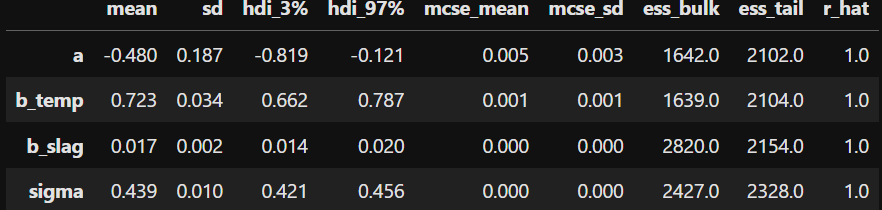 mean sd hdi_3% hdi_97% mcse_mean mcse_sd ess_bulk ess_tail r_hat
a -0.480 0.187 -0.819 -0.121 0.005 0.003 1642.0 2102.0 1.0
b_temp 0.723 0.034 0.662 0.787 0.001 0.001 1639.0 2104.0 1.0
b_slag 0.017 0.002 0.014 0.020 0.000 0.000 2820.0 2154.0 1.0
sigma 0.439 0.010 0.421 0.456 0.000 0.000 2427.0 2328.0 1.0